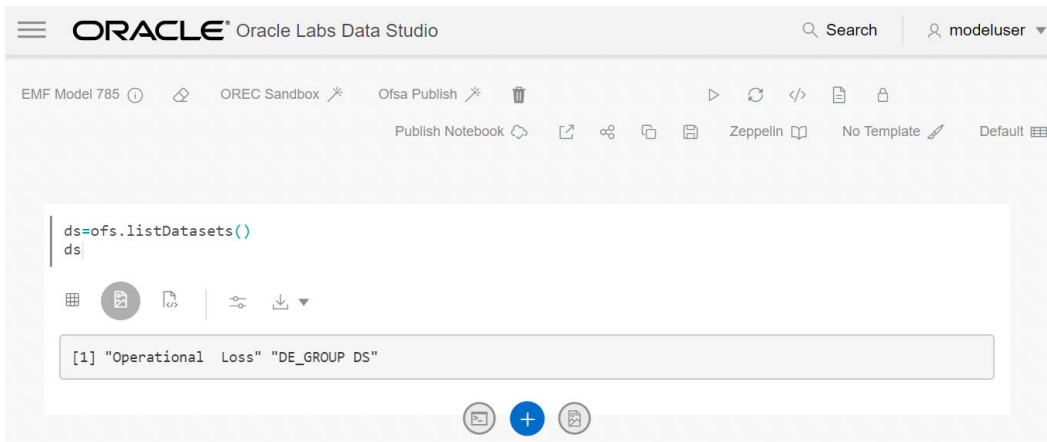 ORACLE® Oracle Labs Data Studio Search modeluser
EMF Model 785 OREC Sandbox Ofsa Publish
Publish Notebook Zeppelin No Template Default
ds=ofs.listDatasets()
ds
[1] "Operational  Loss" "DE_GROUP DS"